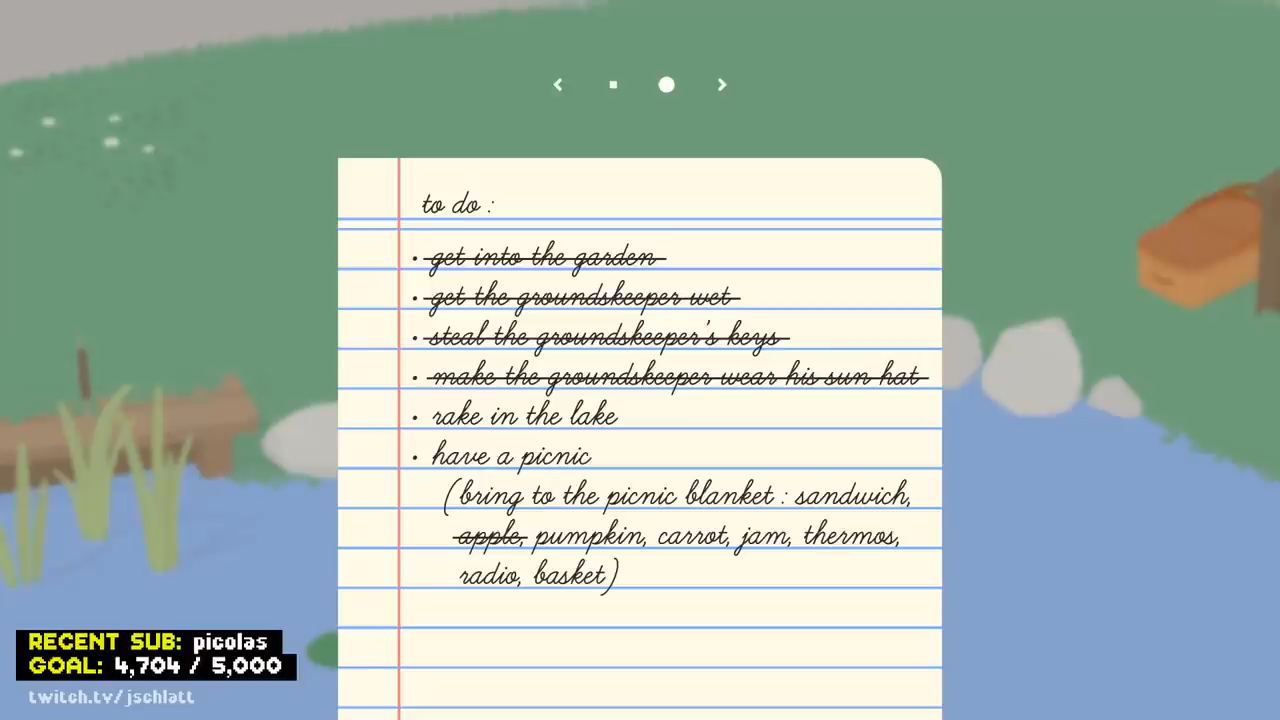 to do :
• get into the garden
• get the groundskeeper wet
• steal the groundskeeper's keys
• make the groundskeeper wear his sun hat
• rake in the lake
• have a picnic
(bring to the picnic blanket : sandwich,
apple, pumpkin, carrot, jam, thermos,
radio, basket)
RECENT SUB: picolas
GOAL: 4,704 / 5,000
twitch.tv/jschlatt